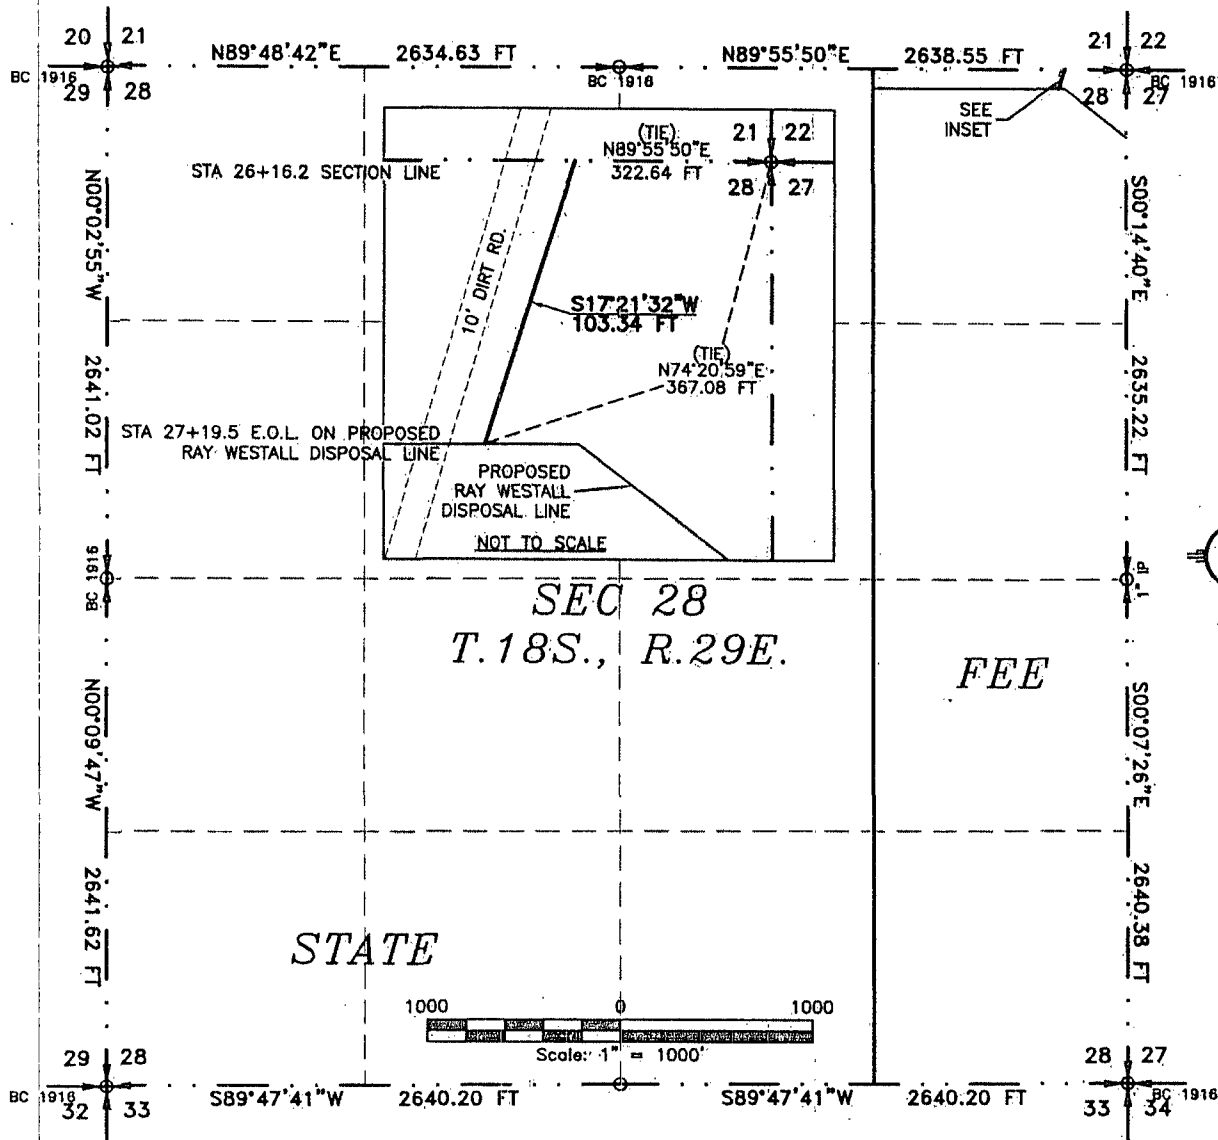 20 21
N89°48'42"E 2634.63 FT
N89°55'50"E 2638.55 FT
21 22
BC 1916
29 28
BC 1916
28 27
BC 1916
SEE
INSET
(TIE)
N89°55'50"E
322.64 FT
21 22
28 27
STA 26+16.2 SECTION LINE
10' DIRT RD.
S17°21'32"W
103.34 FT
(TIE)
N74°20'59"E
367.08 FT
STA 27+19.5 E.O.L. ON PROPOSED
RAY WESTALL DISPOSAL LINE
PROPOSED
RAY WESTALL
DISPOSAL LINE
NOT TO SCALE
N00°02'55"W 2641.02 FT
S00°14'40"E 2635.22 FT
BC 1916
1" IP
SEC 28
T.18S., R.29E.
FEE
N00°09'47"W 2641.62 FT
S00°07'26"E 2640.38 FT
STATE
1000 0 1000
Scale: 1" = 1000'
29 28
BC 1916
32 33
S89°47'41"W 2640.20 FT
S89°47'41"W 2640.20 FT
28 27
BC 1916
33 34